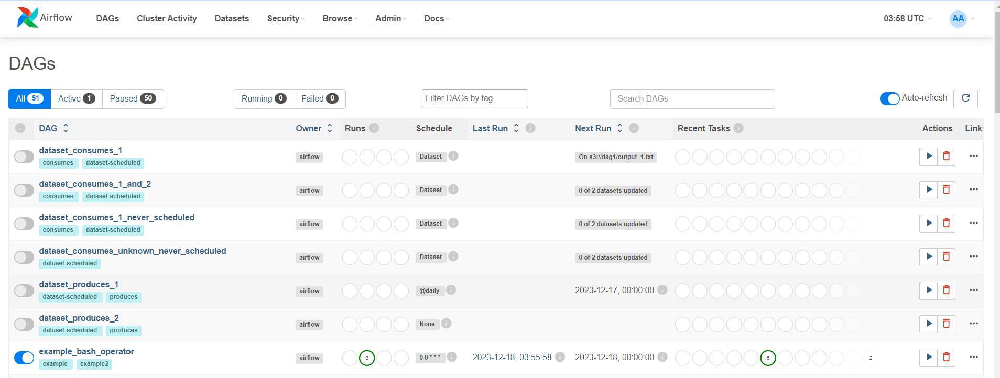 Airflow DAGs Cluster Activity Datasets Security Browse Admin Docs 03:58 UTC AA
DAGs
All 51 Active 1 Paused 50 Running 0 Failed 0 Filter DAGs by tag Search DAGs Auto-refresh
DAG Owner Runs Schedule Last Run Next Run Recent Tasks Actions Links
dataset_consumes_1
airflow Dataset On s3://dag1/output_1.txt
consumes dataset-scheduled
dataset_consumes_1_and_2
airflow Dataset 0 of 2 datasets updated
consumes dataset-scheduled
dataset_consumes_1_never_scheduled
airflow Dataset 0 of 2 datasets updated
consumes dataset-scheduled
dataset_consumes_unknown_never_scheduled
airflow Dataset 0 of 2 datasets updated
dataset-scheduled
dataset_produces_1
airflow @daily 2023-12-17, 00:00:00
dataset-scheduled produces
dataset_produces_2
airflow None
dataset-scheduled produces
example_bash_operator
airflow 3 0 0 * * * 2023-12-18, 03:55:58 2023-12-18, 00:00:00 5 2
example example2